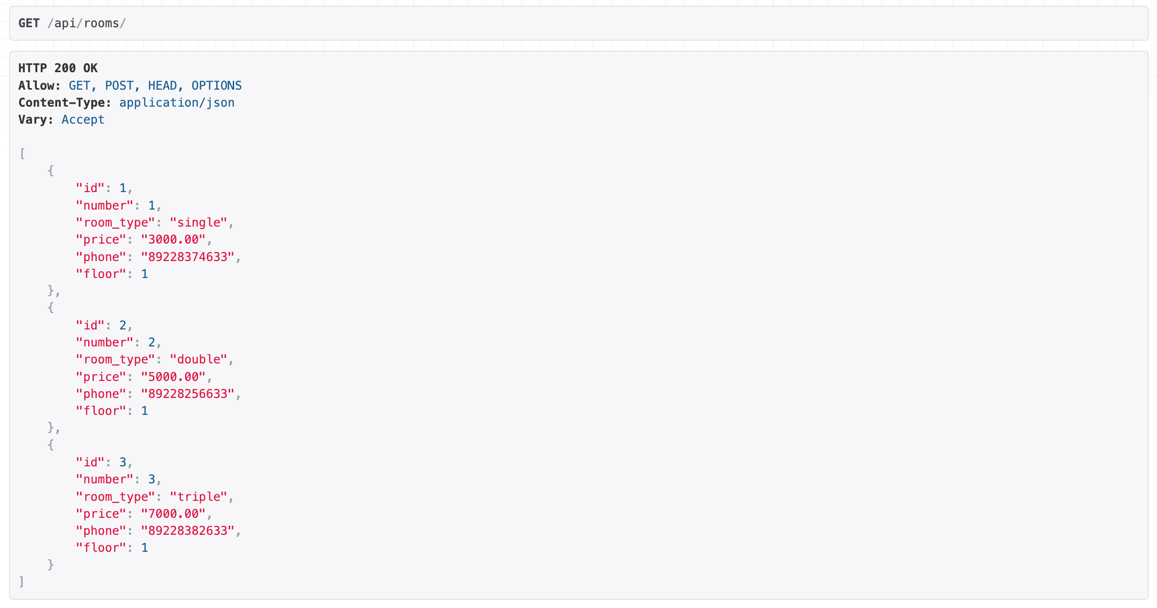 GET /api/rooms/
HTTP 200 OK
Allow: GET, POST, HEAD, OPTIONS
Content-Type: application/json
Vary: Accept
[
    {
        "id": 1,
        "number": 1,
        "room_type": "single",
        "price": "3000.00",
        "phone": "89228374633",
        "floor": 1
    },
    {
        "id": 2,
        "number": 2,
        "room_type": "double",
        "price": "5000.00",
        "phone": "89228256633",
        "floor": 1
    },
    {
        "id": 3,
        "number": 3,
        "room_type": "triple",
        "price": "7000.00",
        "phone": "89228382633",
        "floor": 1
    }
]